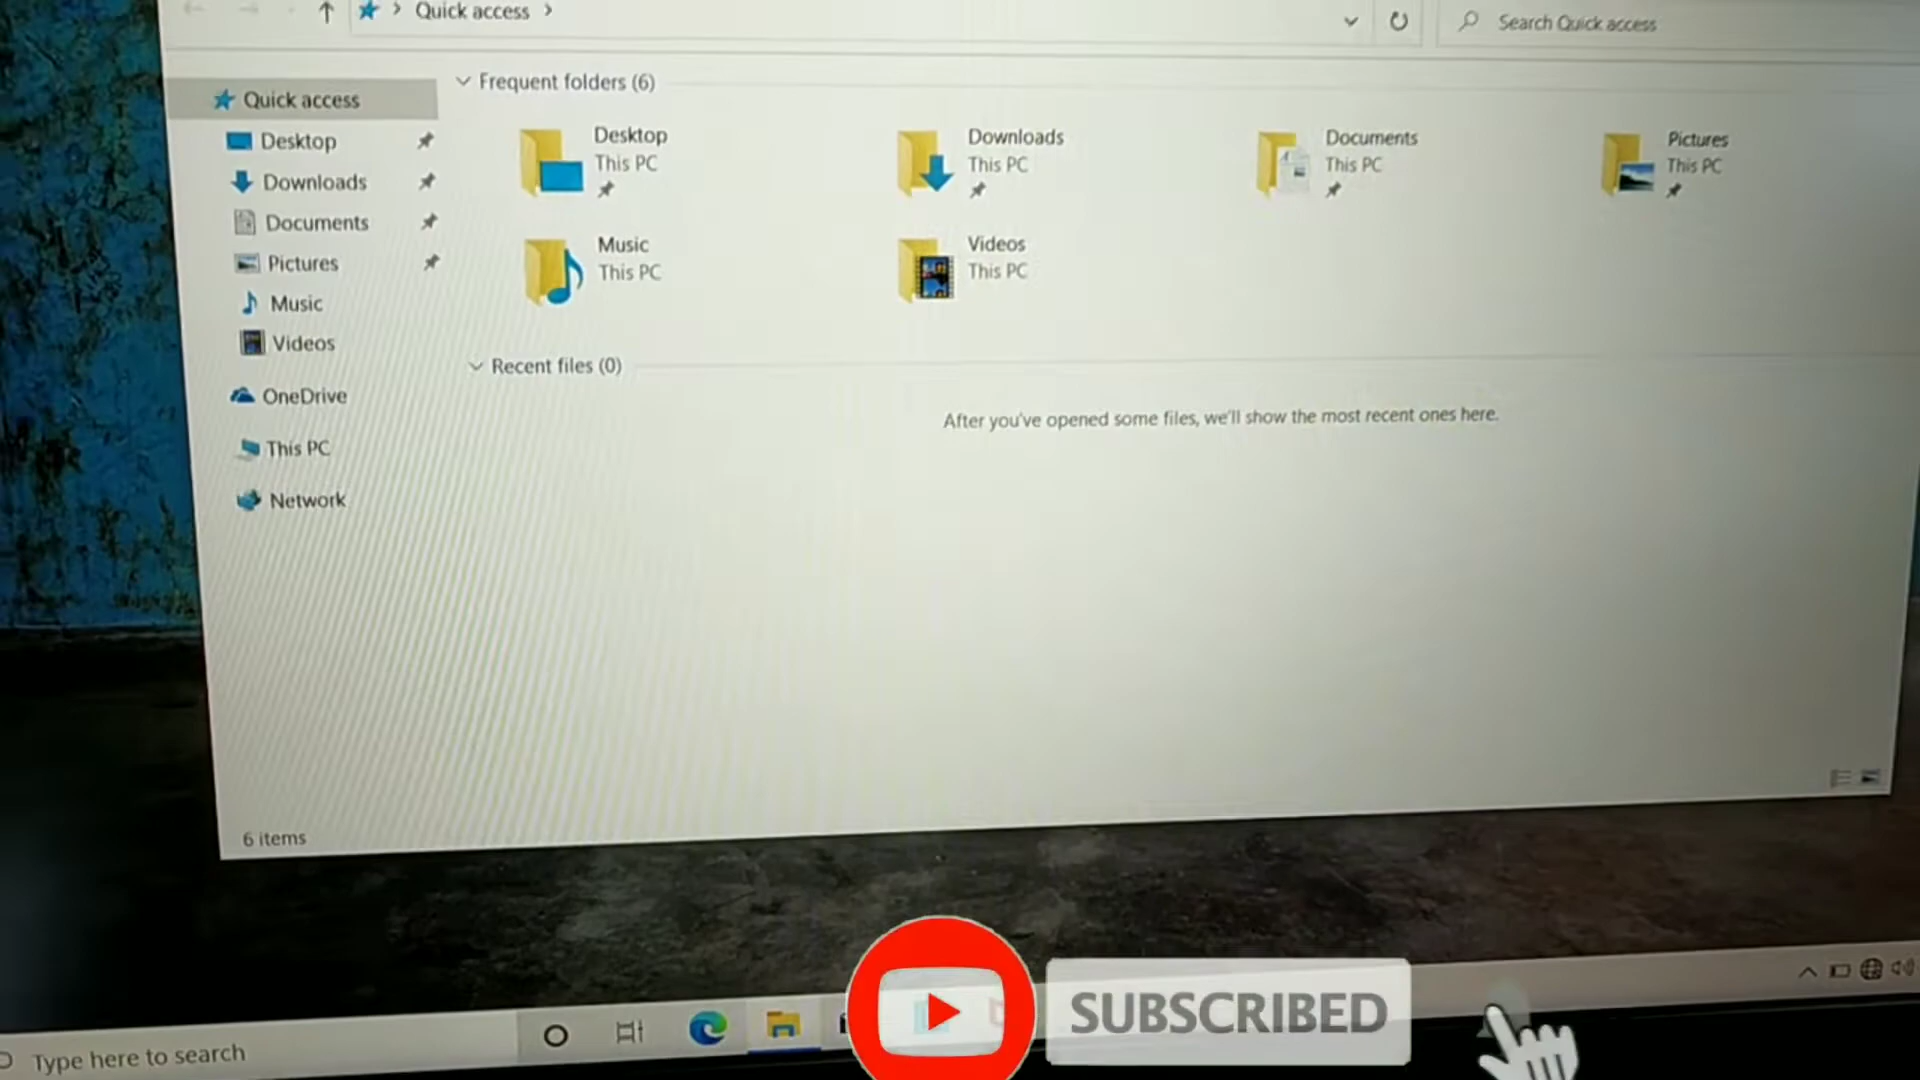 Quick access
Search Quick access
Quick access
Desktop
Downloads
Documents
Pictures
Music
Videos
OneDrive
This PC
Network
Frequent folders (6)
Desktop
This PC
Downloads
This PC
Documents
This PC
Pictures
This PC
Music
This PC
Videos
This PC
Recent files (0)
After you've opened some files, we'll show the most recent ones here.
6 items
SUBSCRIBED
Type here to search